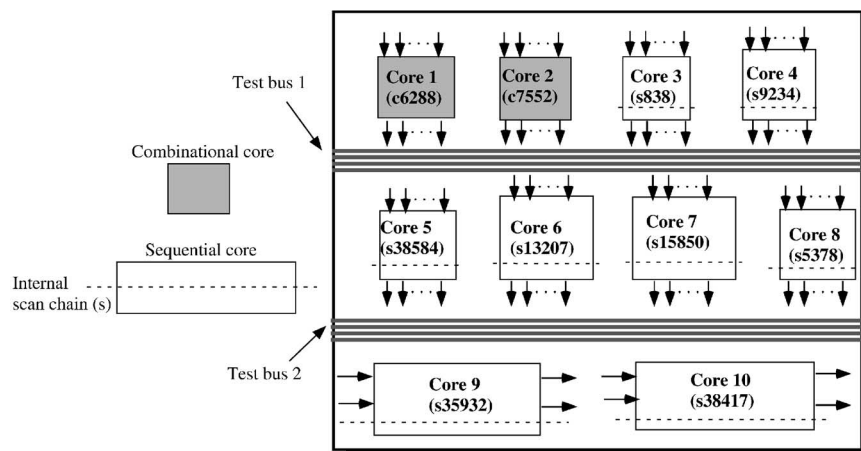 Test bus 1
Combinational core
Sequential core
Internal
scan chain (s)
Test bus 2
Core 1
(c6288)
Core 2
(c7552)
Core 3
(s838)
Core 4
(s9234)
Core 5
(s38584)
Core 6
(s13207)
Core 7
(s15850)
Core 8
(s5378)
Core 9
(s35932)
Core 10
(s38417)